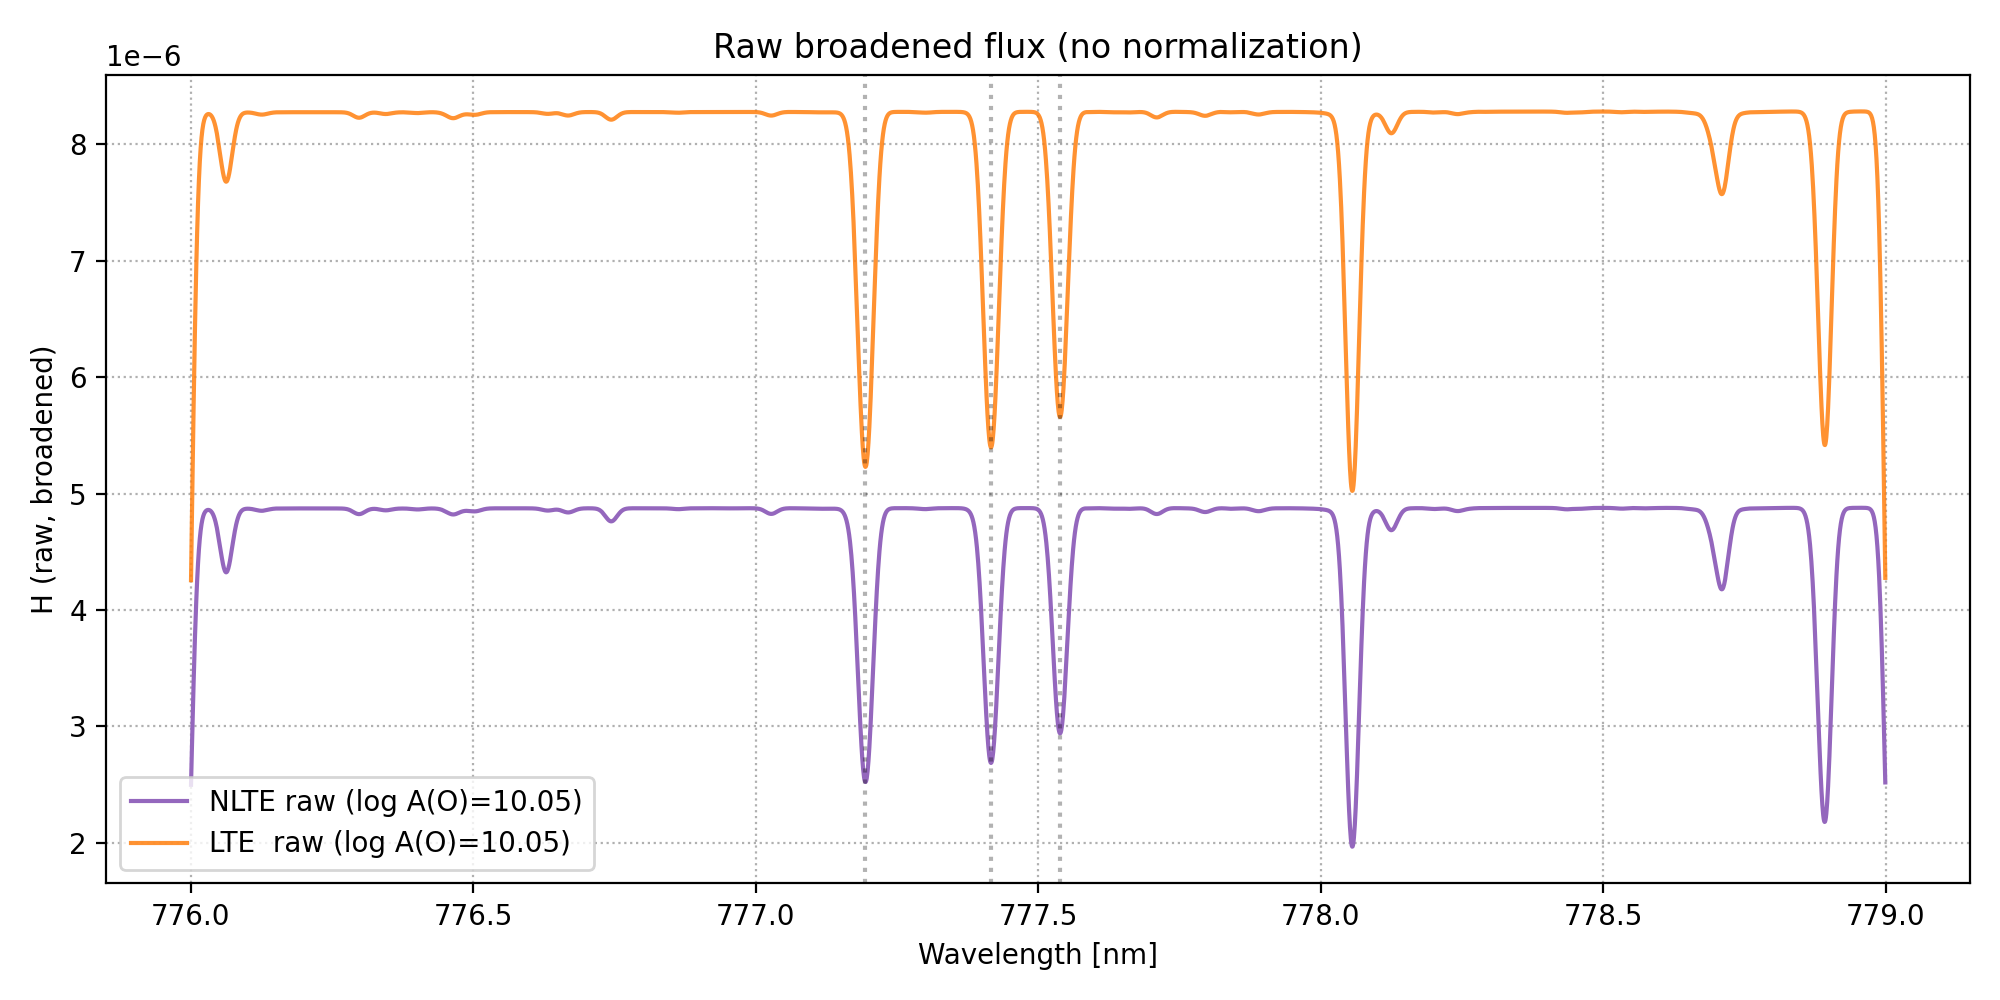 Raw broadened flux (no normalization)
1e−6
8
7
6
5
4
3
2
H (raw, broadened)
NLTE raw (log A(O)=10.05)
LTE  raw (log A(O)=10.05)
776.0 776.5 777.0 777.5 778.0 778.5 779.0
Wavelength [nm]